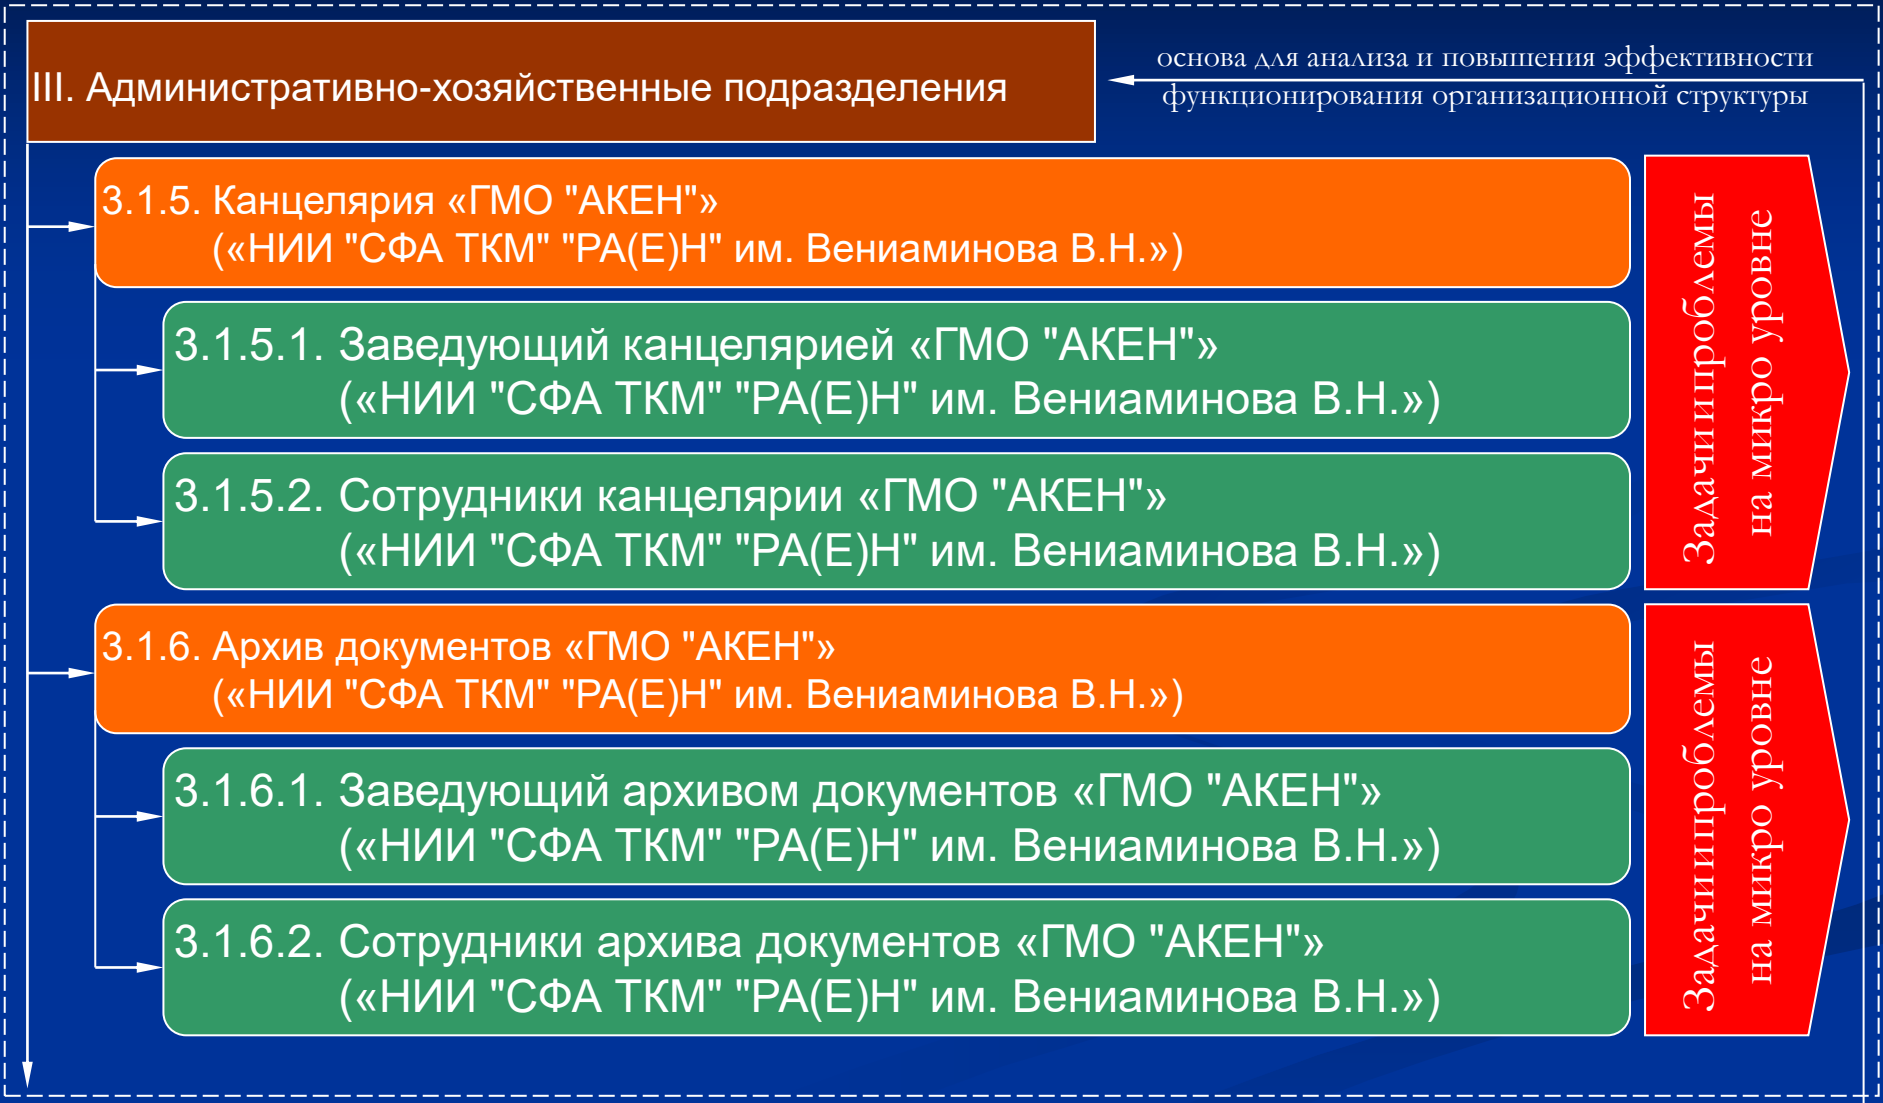 III. Административно-хозяйственные подразделения
основа для анализа и повышения эффективности
функционирования организационной структуры
3.1.5. Канцелярия «ГМО "АКЕН"»
(«НИИ "СФА ТКМ" "РА(Е)Н" им. Вениаминова В.Н.»)
3.1.5.1. Заведующий канцелярией «ГМО "АКЕН"»
(«НИИ "СФА ТКМ" "РА(Е)Н" им. Вениаминова В.Н.»)
3.1.5.2. Сотрудники канцелярии «ГМО "АКЕН"»
(«НИИ "СФА ТКМ" "РА(Е)Н" им. Вениаминова В.Н.»)
Задачиипроблемы
на микро уровне
3.1.6. Архив документов «ГМО "АКЕН"»
(«НИИ "СФА ТКМ" "РА(Е)Н" им. Вениаминова В.Н.»)
3.1.6.1. Заведующий архивом документов «ГМО "АКЕН"»
(«НИИ "СФА ТКМ" "РА(Е)Н" им. Вениаминова В.Н.»)
3.1.6.2. Сотрудники архива документов «ГМО "АКЕН"»
(«НИИ "СФА ТКМ" "РА(Е)Н" им. Вениаминова В.Н.»)
Задачиипроблемы
на микро уровне